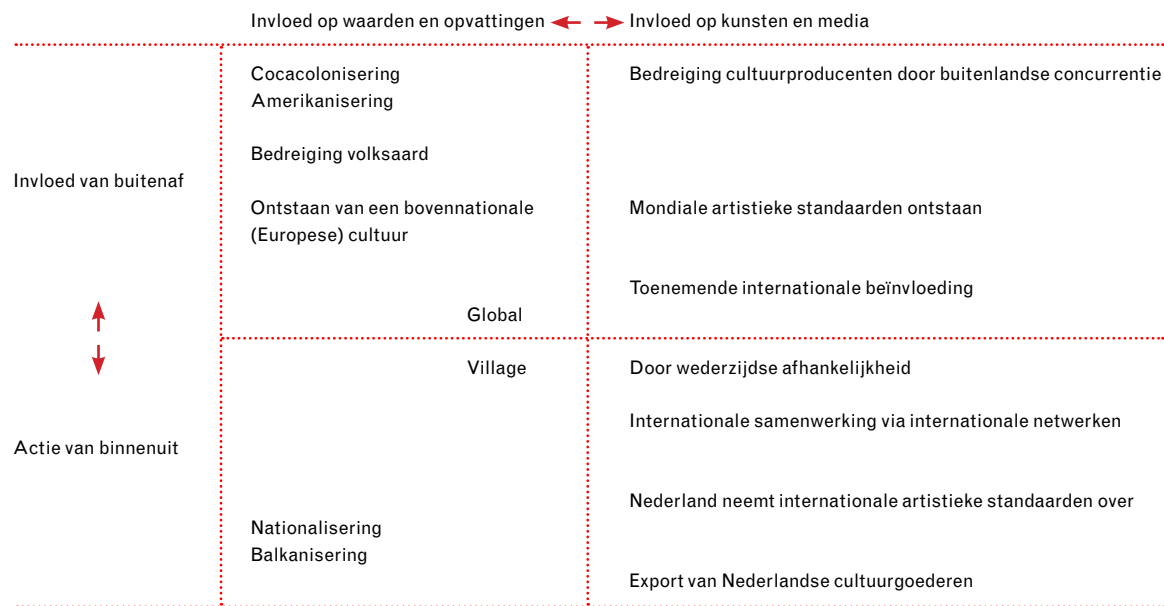 Invloed op waarden en opvattingen
Invloed op kunsten en media
Invloed van buitenaf
Cocacolonisering
Amerikanisering
Bedreiging volksaard
Ontstaan van een bovennationale
(Europese) cultuur
Global
Bedreiging cultuurproducenten door buitenlandse concurrentie
Mondiale artistieke standaarden ontstaan
Toenemende internationale beïnvloeding
Actie van binnenuit
Village
Nationalisering
Balkanisering
Door wederzijdse afhankelijkheid
Internationale samenwerking via internationale netwerken
Nederland neemt internationale artistieke standaarden over
Export van Nederlandse cultuurgoederen